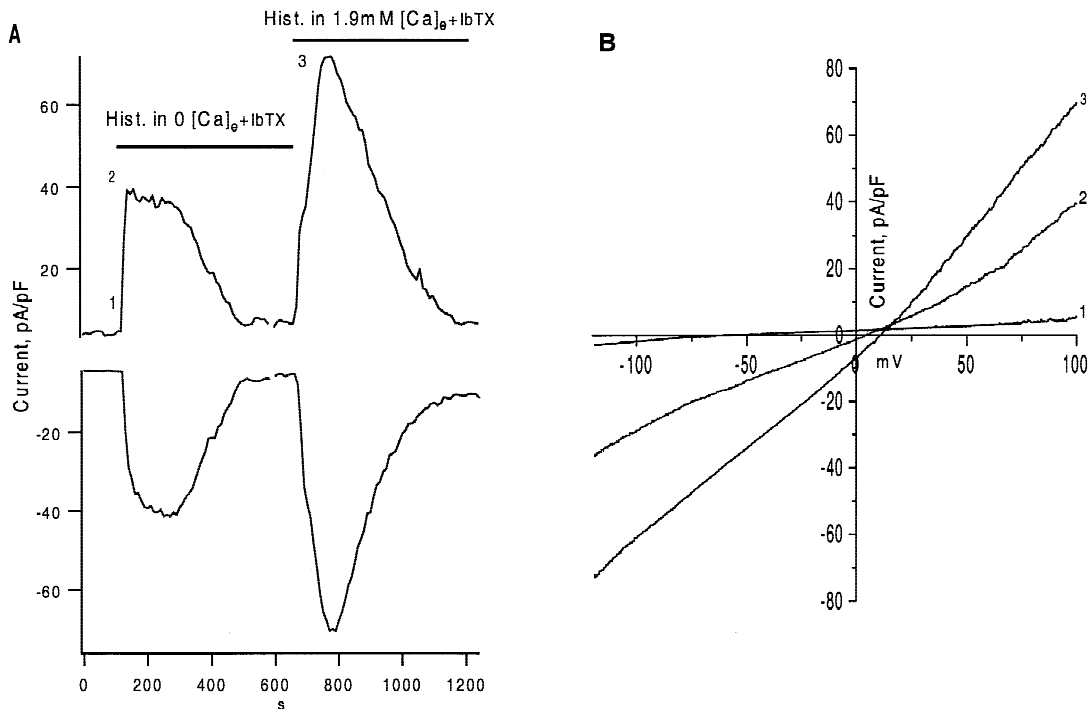 A
Hist. in 1.9mM [Ca]e+IbTX
3
Hist. in 0 [Ca]e+IbTX
2
1
60
40
20
Current, pA/pF
-20
-40
-60
0 200 400 600 800 1000 1200
s
B
80
60
40
20
0
-20
-40
-60
-80
Current, pA/pF
-100 -50 0 50 100
mV
3
2
1